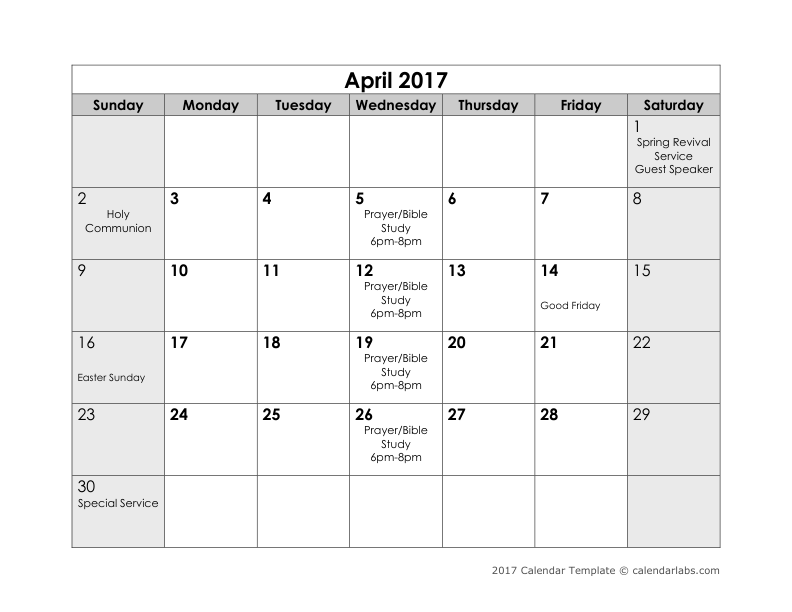 April 2017
Sunday Monday Tuesday Wednesday Thursday Friday Saturday
1
Spring Revival
Service
Guest Speaker
2
Holy
Communion
3
4
5
Prayer/Bible
Study
6pm-8pm
6
7
8
9
10
11
12
Prayer/Bible
Study
6pm-8pm
13
14
Good Friday
15
16
Easter Sunday
17
18
19
Prayer/Bible
Study
6pm-8pm
20
21
22
23
24
25
26
Prayer/Bible
Study
6pm-8pm
27
28
29
30
Special Service
2017 Calendar Template © calendarlabs.com